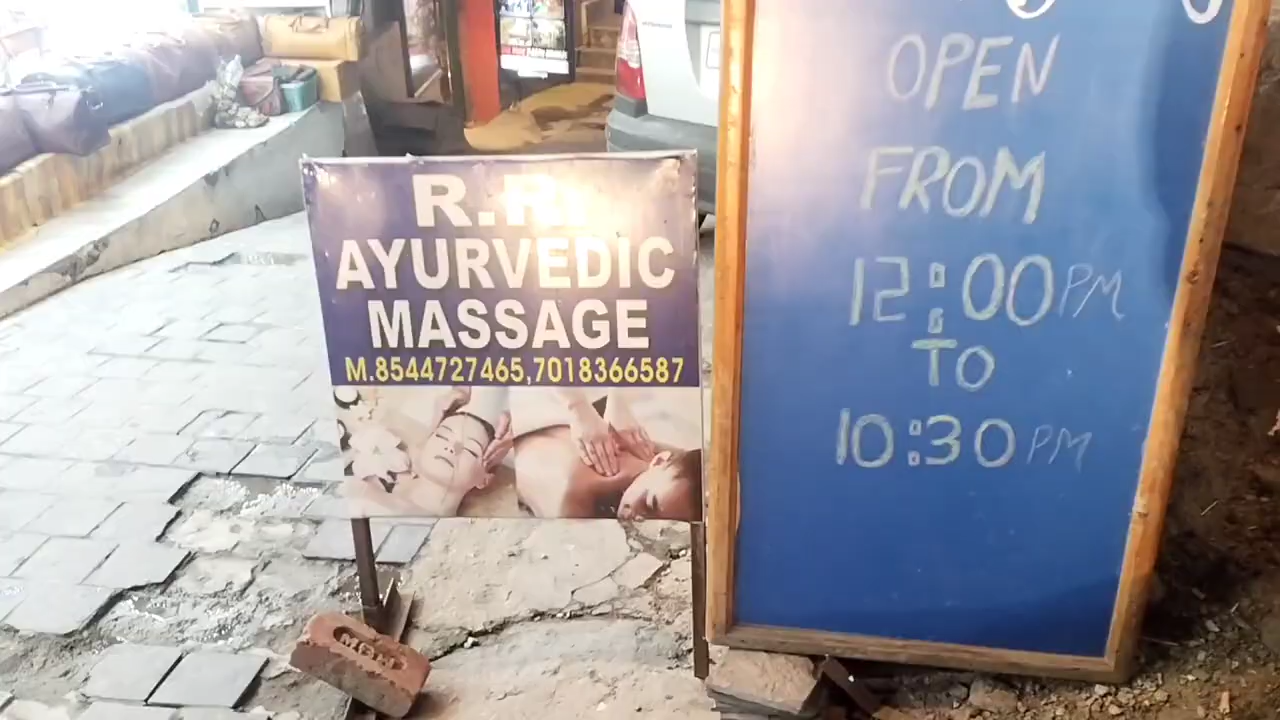 R.R.
AYURVEDIC
MASSAGE
M.8544727465,7018366587
OPEN
FROM
12:00PM
TO
10:30PM